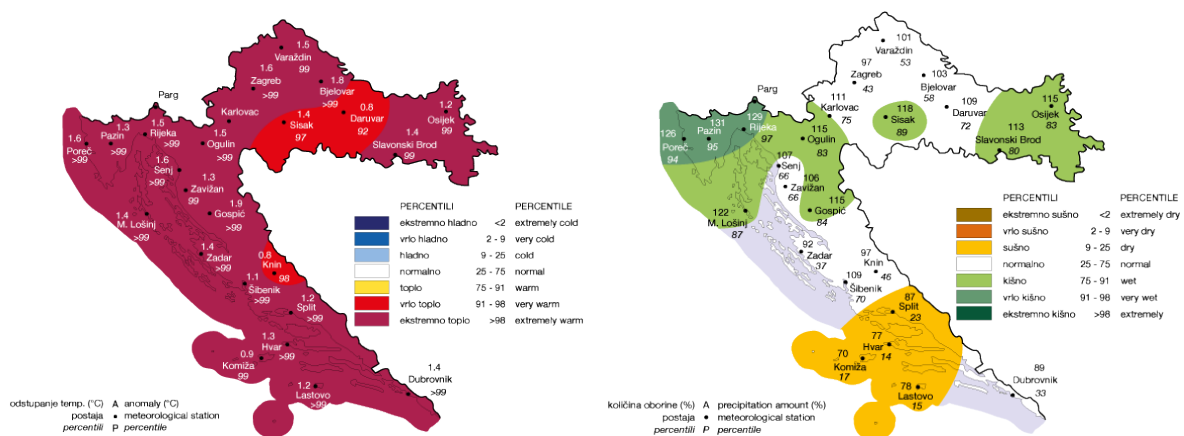 1.5
Varaždin
99
1.6
Zagreb
>99
1.8
Bjelovar
>99
Parg
Karlovac
1.4
Sisak
97
0.8
Daruvar
92
1.2
Osijek
99
1.4
Slavonski Brod
99
1.6
Poreč
>99
1.3
Pazin
>99
1.5
Rijeka
>99
1.5
Ogulin
>99
1.6
Senj
>99
1.3
Zavižan
99
1.9
Gospić
>99
1.4
M. Lošinj
>99
1.4
Zadar
>99
0.8
Knin
98
1.1
Šibenik
>99
1.2
Split
>99
1.3
Hvar
>99
0.9
Komiža
99
1.2
Lastovo
>99
1.4
Dubrovnik
>99
PERCENTILI PERCENTILE
ekstremno hladno <2 extremely cold
vrlo hladno 2 - 9 very cold
hladno 9 - 25 cold
normalno 25 - 75 normal
toplo 75 - 91 warm
vrlo toplo 91 - 98 very warm
ekstremno toplo >98 extremely warm
odstupanje temp. (°C) A anomaly (°C)
postaja • meteorological station
percentili P percentile
101
Varaždin
53
97
Zagreb
43
103
Bjelovar
58
Parg
111
Karlovac
75
118
Sisak
89
109
Daruvar
72
115
Osijek
83
113
Slavonski Brod
80
126
Poreč
94
131
Pazin
95
129
Rijeka
97
115
Ogulin
83
107
Senj
66
106
Zavižan
66
115
Gospić
84
122
M. Lošinj
87
92
Zadar
37
97
Knin
46
109
Šibenik
70
87
Split
23
77
Hvar
14
70
Komiža
17
78
Lastovo
15
89
Dubrovnik
33
PERCENTILI PERCENTILE
ekstremno sušno <2 extremely dry
vrlo sušno 2 - 9 very dry
sušno 9 - 25 dry
normalno 25 - 75 normal
kišno 75 - 91 wet
vrlo kišno 91 - 98 very wet
ekstremno kišno >98 extremely
količina oborine (%) A precipitation amount (%)
postaja • meteorological station
percentili P percentile